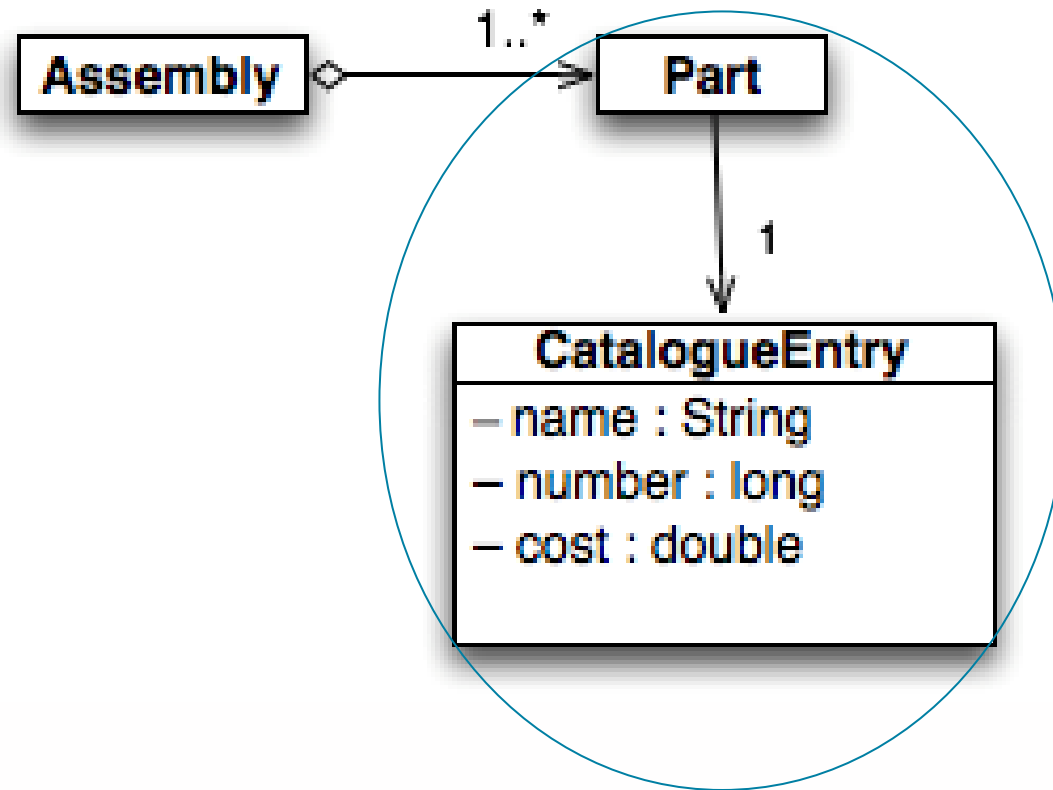 1..*
Assembly
Part
1
CatalogueEntry
– name : String
– number : long
– cost : double